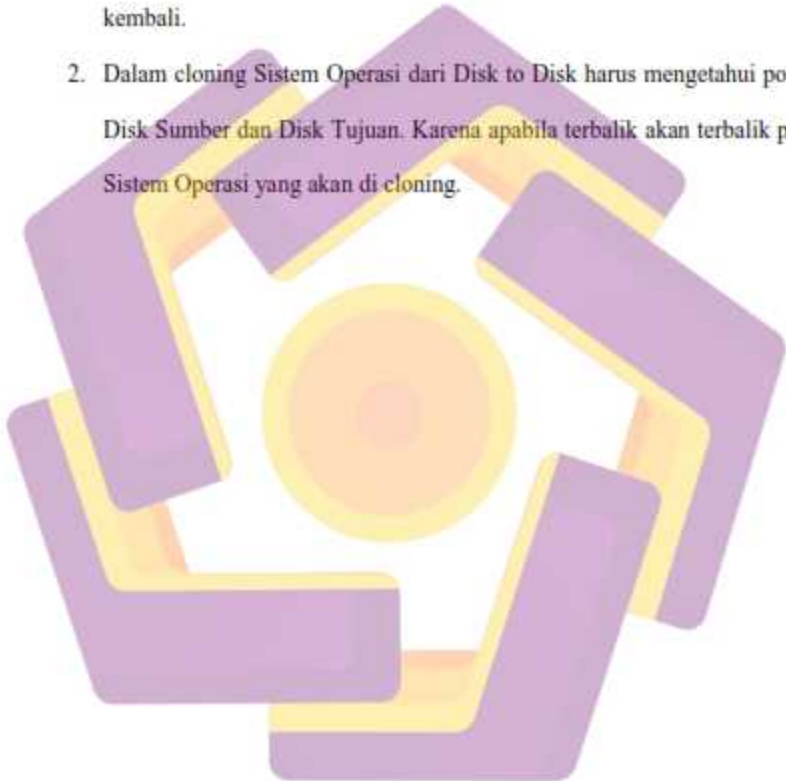 kembali.
2. Dalam cloning Sistem Operasi dari Disk to Disk harus mengetahui
Disk Sumber dan Disk Tujuan. Karena apabila terbalik akan terbalik
Sistem Operasi yang akan di cloning.